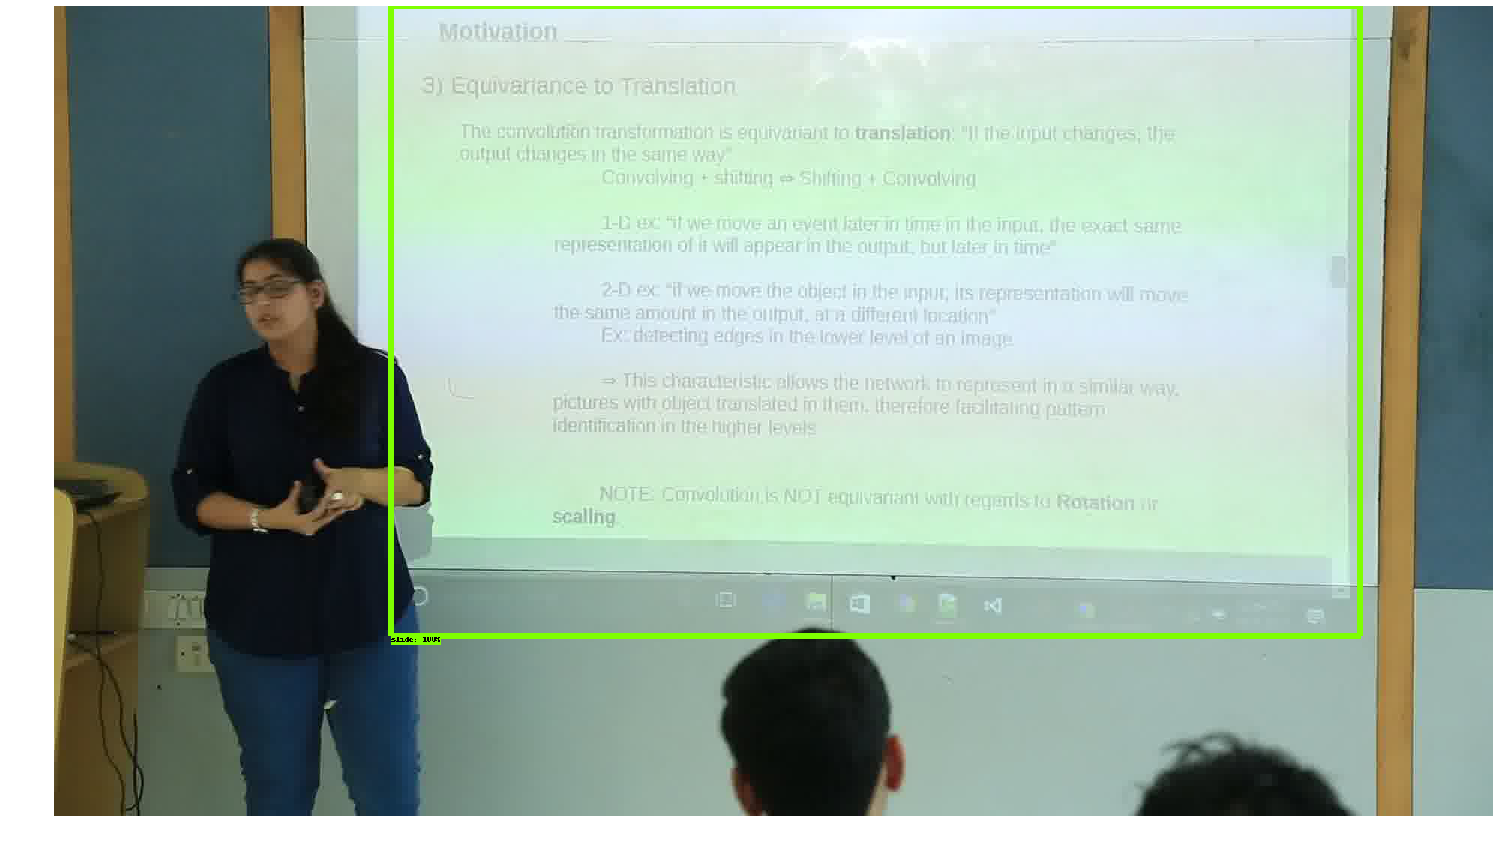 Motivation
3) Equivariance to Translation
The convolution transformation is equivariant to translation; "If the input changes, the
output changes in the same way"
Convolving + shifting ⇔ Shifting + Convolving
1-D ex: "if we move an event later in time in the input, the exact same
representation of it will appear in the output, but later in time"
2-D ex: "if we move the object in the input, its representation will move
the same amount in the output, at a different location"
Ex: detecting edges in the lower level of an image.
⇒ This characteristic allows the network to represent in a similar way,
pictures with object translated in them, therefore facilitating pattern
identification in the higher levels
NOTE: Convolution is NOT equivariant with regards to Rotation or
scaling.
slide: 100%